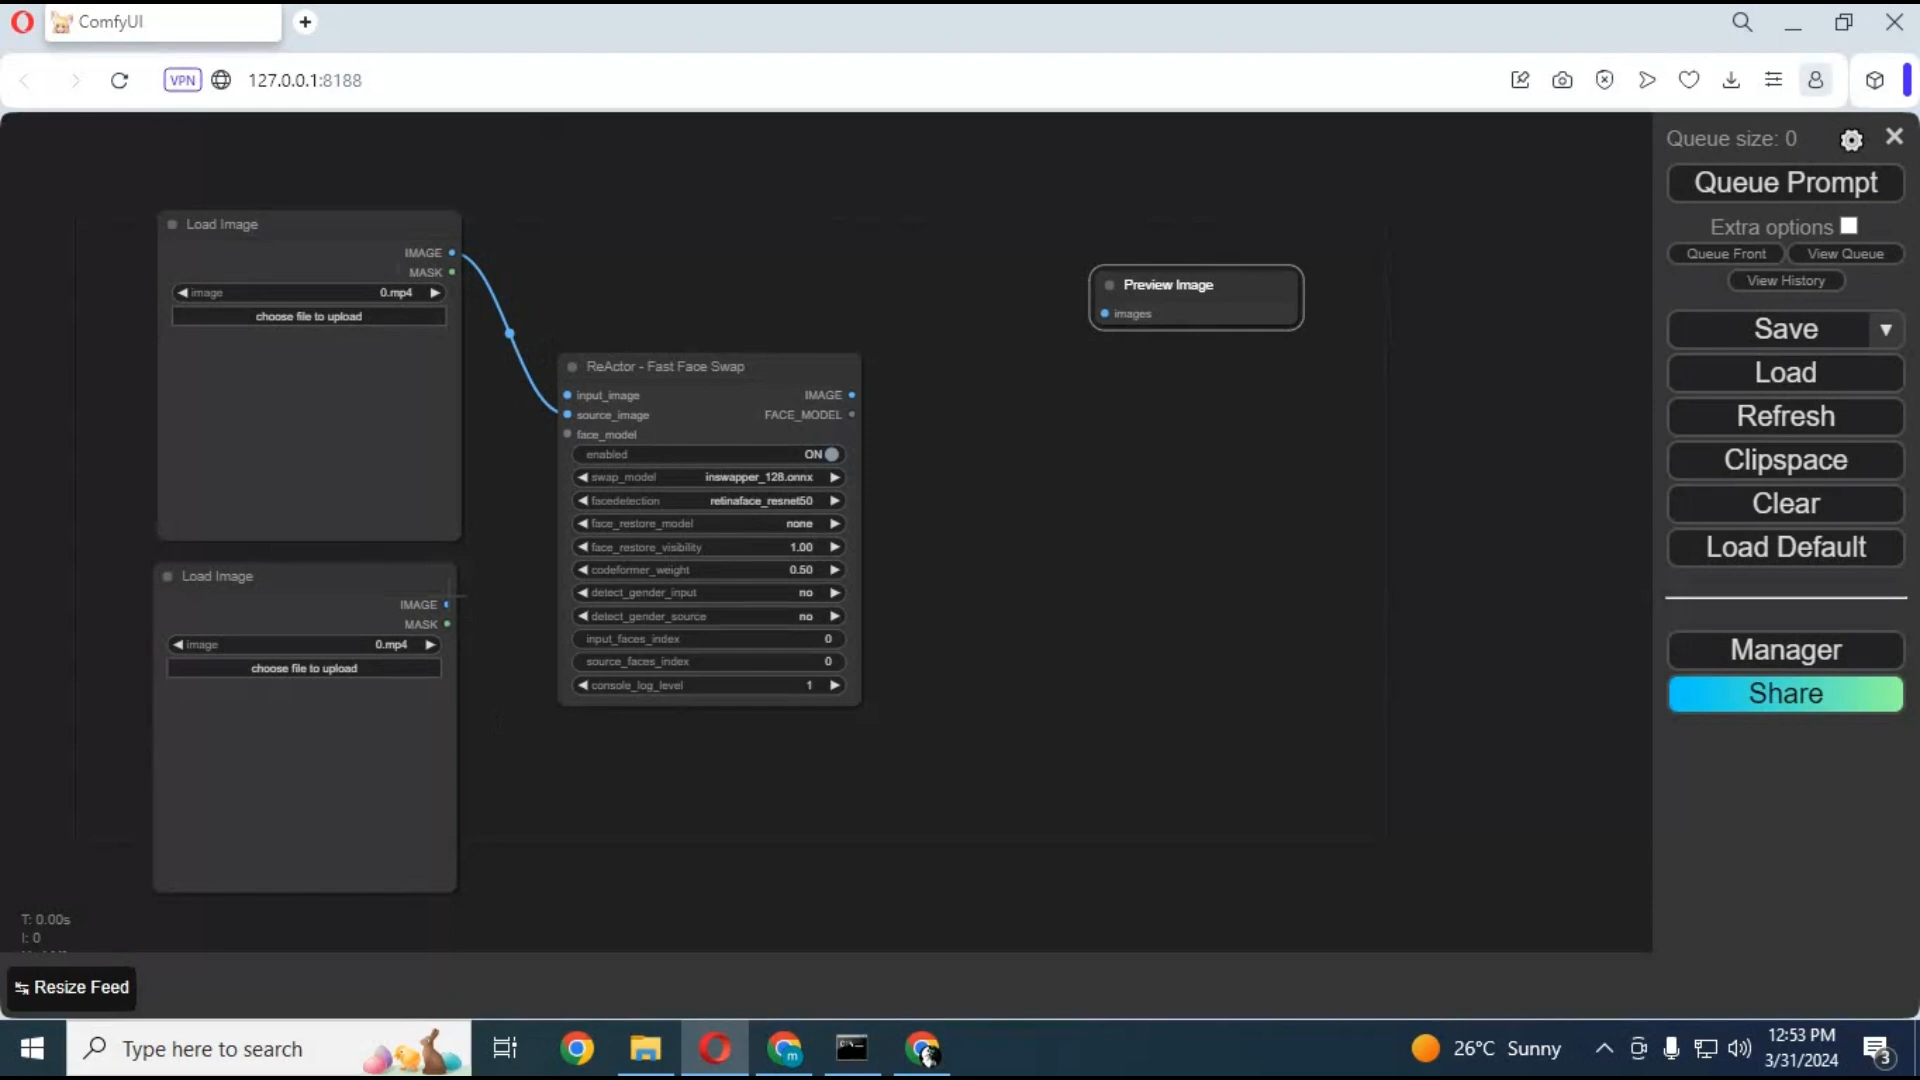 ComfyUI
VPN
127.0.0.1:8188
Load Image
IMAGE
MASK
image 0.mp4
choose file to upload
Load Image
IMAGE
MASK
image 0.mp4
choose file to upload
ReActor - Fast Face Swap
input_image IMAGE
source_image FACE_MODEL
face_model
enabled ON
swap_model inswapper_128.onnx
facedetection retinaface_resnet50
face_restore_model none
face_restore_visibility 1.00
codeformer_weight 0.50
detect_gender_input no
detect_gender_source no
input_faces_index 0
source_faces_index 0
console_log_level 1
Preview Image
images
Queue size: 0
Queue Prompt
Extra options
Queue Front View Queue
View History
Save
Load
Refresh
Clipspace
Clear
Load Default
Manager
Share
T: 0.00s
I: 0
Resize Feed
Type here to search
m
26°C Sunny
12:53 PM
3/31/2024
3